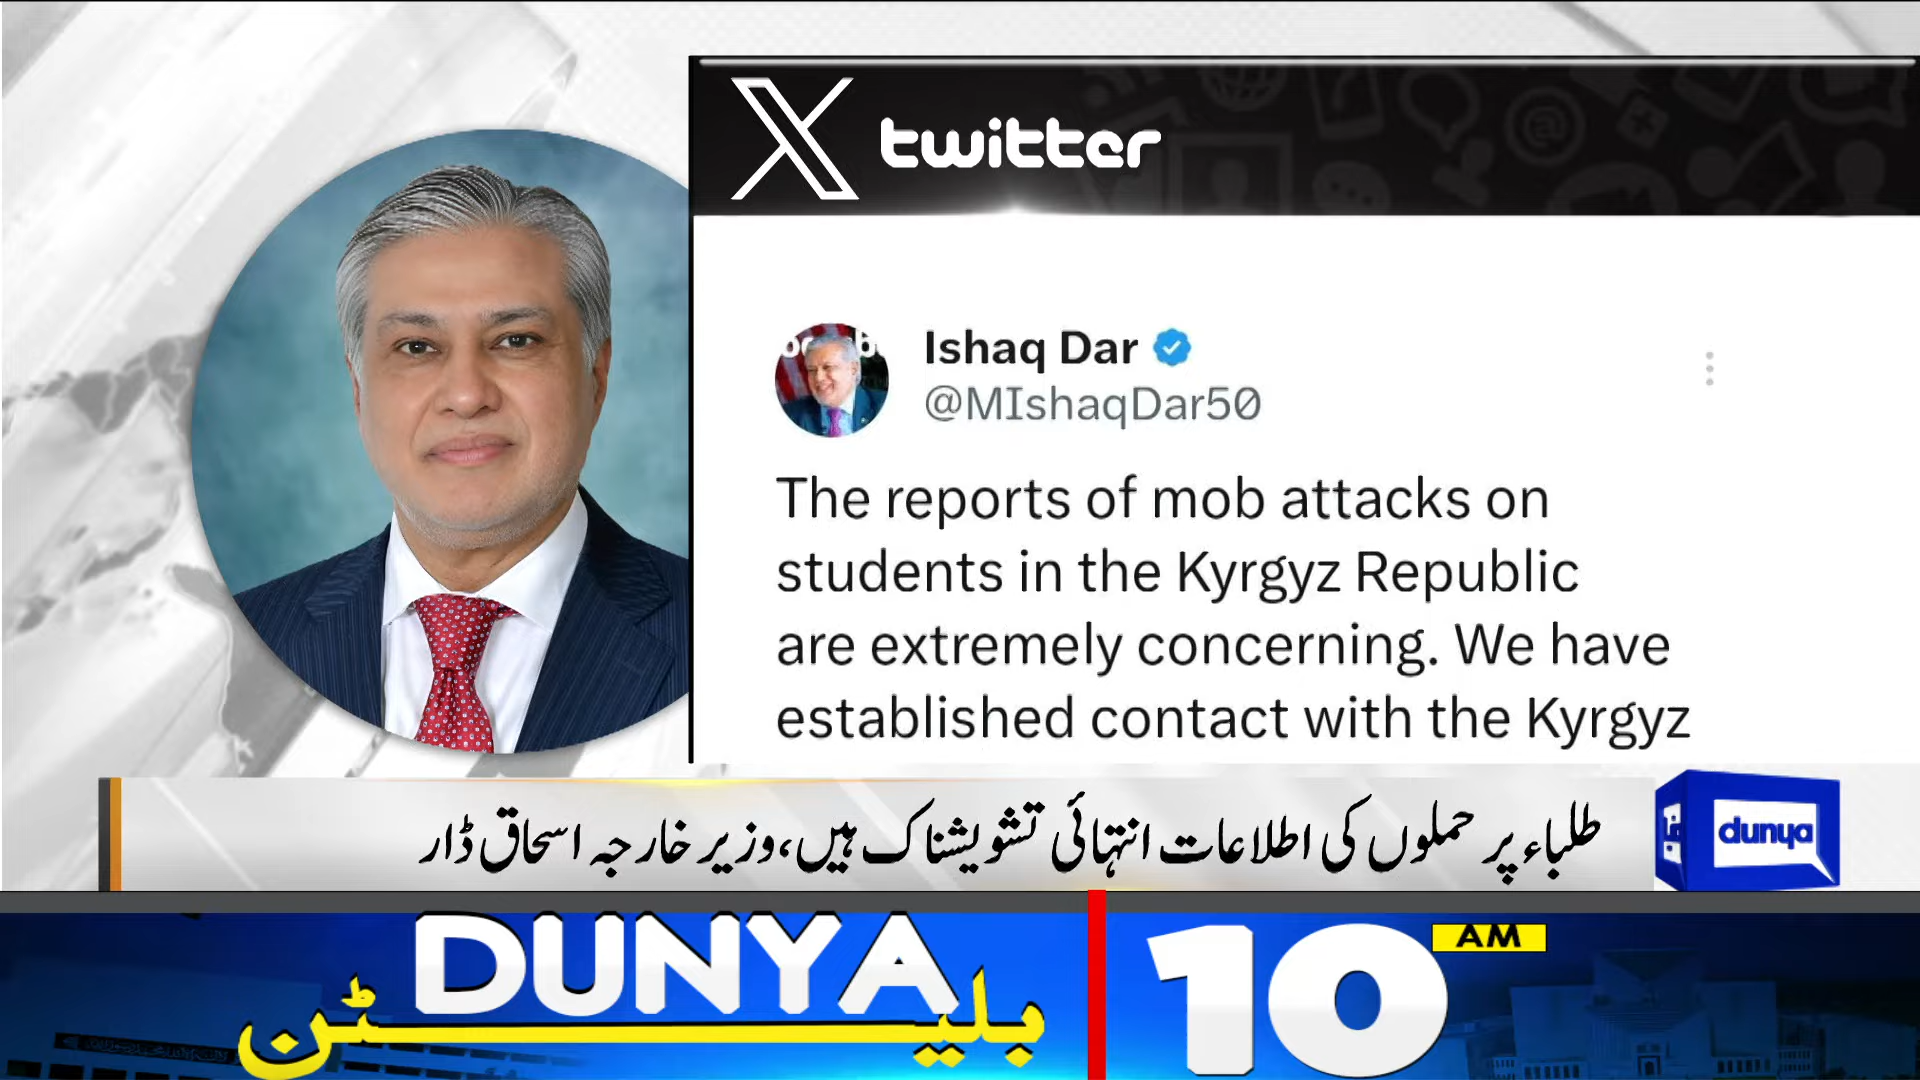 X twitter
Ishaq Dar
@MIshaqDar50
The reports of mob attacks on
students in the Kyrgyz Republic
are extremely concerning. We have
established contact with the Kyrgyz
طلباء پر حملوں کی اطلاعات انتہائی تشویشناک ہیں، وزیر خارجہ اسحاق ڈار
dunya
DUNYA
بلیٹن
10 AM